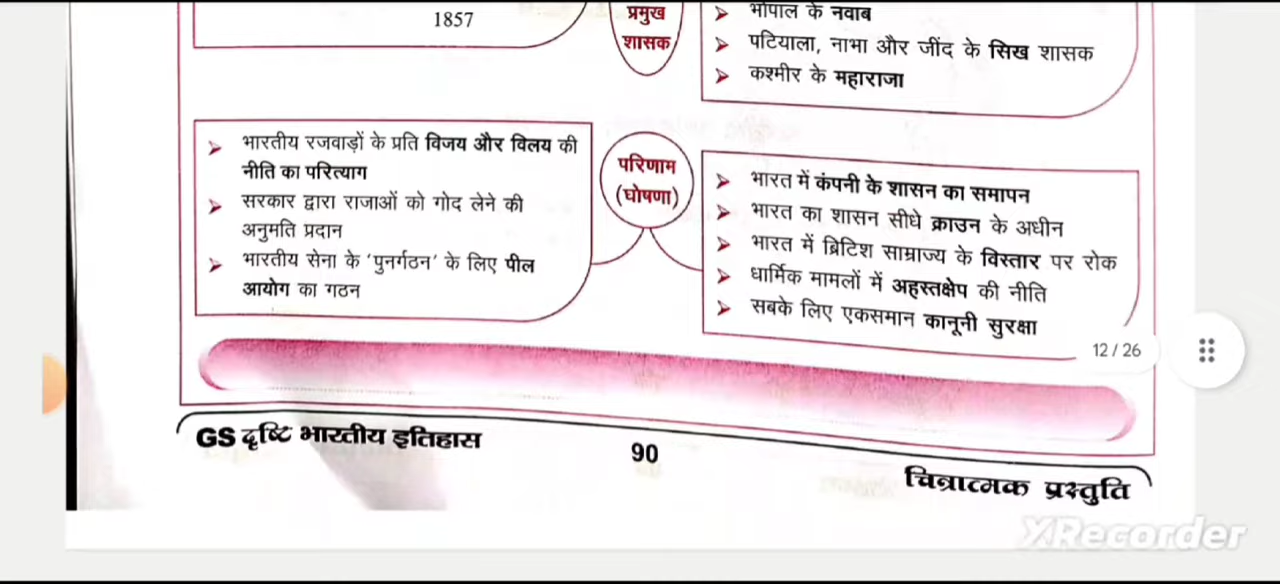 1857
प्रमुख
शासक
भोपाल के नवाब
पटियाला, नाभा और जींद के सिख शासक
कश्मीर के महाराजा
भारतीय रजवाड़ों के प्रति विजय और विलय की
नीति का परित्याग
सरकार द्वारा राजाओं को गोद लेने की
अनुमति प्रदान
भारतीय सेना के ‘पुनर्गठन’ के लिए पील
आयोग का गठन
परिणाम
(घोषणा)
भारत में कंपनी के शासन का समापन
भारत का शासन सीधे क्राउन के अधीन
भारत में ब्रिटिश साम्राज्य के विस्तार पर रोक
धार्मिक मामलों में अहस्तक्षेप की नीति
सबके लिए एकसमान कानूनी सुरक्षा
12 / 26
GS दृष्टि भारतीय इतिहास
90
चित्रात्मक प्रस्तुति
XRecorder